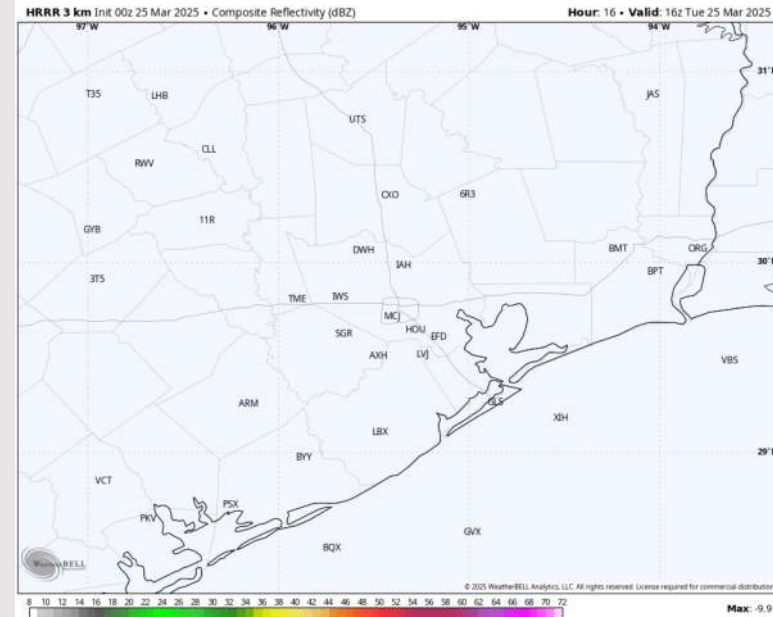 HRRR 3 km Init 00z 25 Mar 2025 • Composite Reflectivity (dBZ) Hour: 16 • Valid: 16z Tue 25 Mar 2025
97°W 96°W 95°W 94°W
31°
T35 LHB JAS
UTS
CLL
RWV
CXO 6R3
11R
GYB
DWH BMT ORG
30°
IAH
3T5 BPT
TME IWS
MCJ
SGR HOU EFD
AXH LVJ VBS
ARM GLS
XIH
LBX
29°
BYY
VCT
PSX
PKV
GVX
BQX
WeatherBELL
© 2025 WeatherBELL Analytics, LLC. All rights reserved. License required for commercial distribution
8 10 12 14 16 18 20 22 24 26 28 30 32 34 36 38 40 42 44 46 48 50 52 54 56 58 60 62 64 66 68 70 72
Max: -9.9